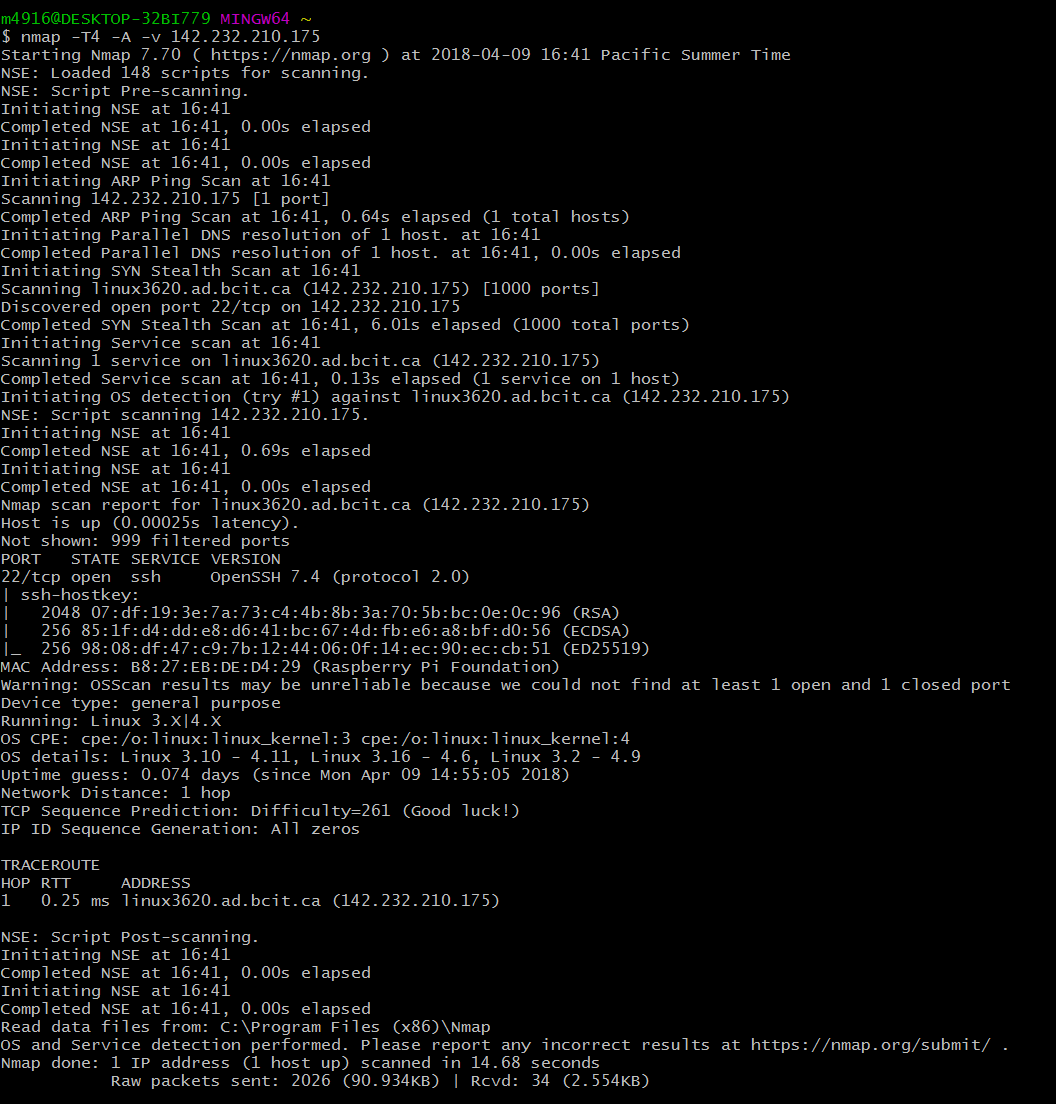 m4916@DESKTOP-32BI779 MINGW64 ~
$ nmap -T4 -A -v 142.232.210.175
Starting Nmap 7.70 ( https://nmap.org ) at 2018-04-09 16:41 Pacific Summer Time
NSE: Loaded 148 scripts for scanning.
NSE: Script Pre-scanning.
Initiating NSE at 16:41
Completed NSE at 16:41, 0.00s elapsed
Initiating NSE at 16:41
Completed NSE at 16:41, 0.00s elapsed
Initiating ARP Ping Scan at 16:41
Scanning 142.232.210.175 [1 port]
Completed ARP Ping Scan at 16:41, 0.64s elapsed (1 total hosts)
Initiating Parallel DNS resolution of 1 host. at 16:41
Completed Parallel DNS resolution of 1 host. at 16:41, 0.00s elapsed
Initiating SYN Stealth Scan at 16:41
Scanning linux3620.ad.bcit.ca (142.232.210.175) [1000 ports]
Discovered open port 22/tcp on 142.232.210.175
Completed SYN Stealth Scan at 16:41, 6.01s elapsed (1000 total ports)
Initiating Service scan at 16:41
Scanning 1 service on linux3620.ad.bcit.ca (142.232.210.175)
Completed Service scan at 16:41, 0.13s elapsed (1 service on 1 host)
Initiating OS detection (try #1) against linux3620.ad.bcit.ca (142.232.210.175)
NSE: Script scanning 142.232.210.175.
Initiating NSE at 16:41
Completed NSE at 16:41, 0.69s elapsed
Initiating NSE at 16:41
Completed NSE at 16:41, 0.00s elapsed
Nmap scan report for linux3620.ad.bcit.ca (142.232.210.175)
Host is up (0.00025s latency).
Not shown: 999 filtered ports
PORT   STATE SERVICE VERSION
22/tcp open  ssh     OpenSSH 7.4 (protocol 2.0)
| ssh-hostkey:
|   2048 07:df:19:3e:7a:73:c4:4b:8b:3a:70:5b:bc:0e:0c:96 (RSA)
|   256 85:1f:d4:dd:e8:d6:41:bc:67:4d:fb:e6:a8:bf:d0:56 (ECDSA)
|_  256 98:08:df:47:c9:7b:12:44:06:0f:14:ec:90:ec:cb:51 (ED25519)
MAC Address: B8:27:EB:DE:D4:29 (Raspberry Pi Foundation)
Warning: OSScan results may be unreliable because we could not find at least 1 open and 1 closed port
Device type: general purpose
Running: Linux 3.X|4.X
OS CPE: cpe:/o:linux:linux_kernel:3 cpe:/o:linux:linux_kernel:4
OS details: Linux 3.10 - 4.11, Linux 3.16 - 4.6, Linux 3.2 - 4.9
Uptime guess: 0.074 days (since Mon Apr 09 14:55:05 2018)
Network Distance: 1 hop
TCP Sequence Prediction: Difficulty=261 (Good luck!)
IP ID Sequence Generation: All zeros

TRACEROUTE
HOP RTT     ADDRESS
1   0.25 ms linux3620.ad.bcit.ca (142.232.210.175)

NSE: Script Post-scanning.
Initiating NSE at 16:41
Completed NSE at 16:41, 0.00s elapsed
Initiating NSE at 16:41
Completed NSE at 16:41, 0.00s elapsed
Read data files from: C:\Program Files (x86)\Nmap
OS and Service detection performed. Please report any incorrect results at https://nmap.org/submit/ .
Nmap done: 1 IP address (1 host up) scanned in 14.68 seconds
           Raw packets sent: 2026 (90.934KB) | Rcvd: 34 (2.554KB)